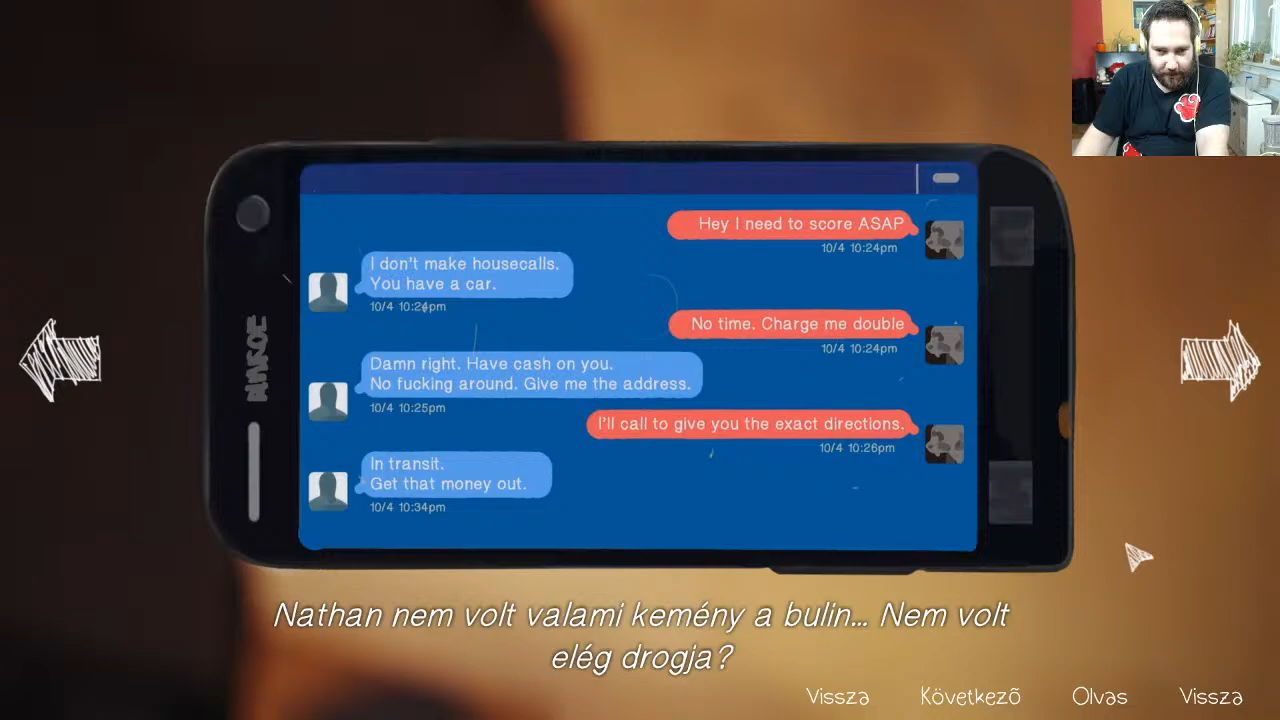 Hey I need to score ASAP
10/4 10:24pm
I don't make housecalls.
You have a car.
10/4 10:24pm
No time. Charge me double
10/4 10:24pm
Damn right. Have cash on you.
No fucking around. Give me the address.
10/4 10:25pm
I'll call to give you the exact directions.
10/4 10:26pm
In transit.
Get that money out.
10/4 10:34pm
Nathan nem volt valami kemény a bulin... Nem volt
elég drogja?
Vissza Következõ Olvas Vissza